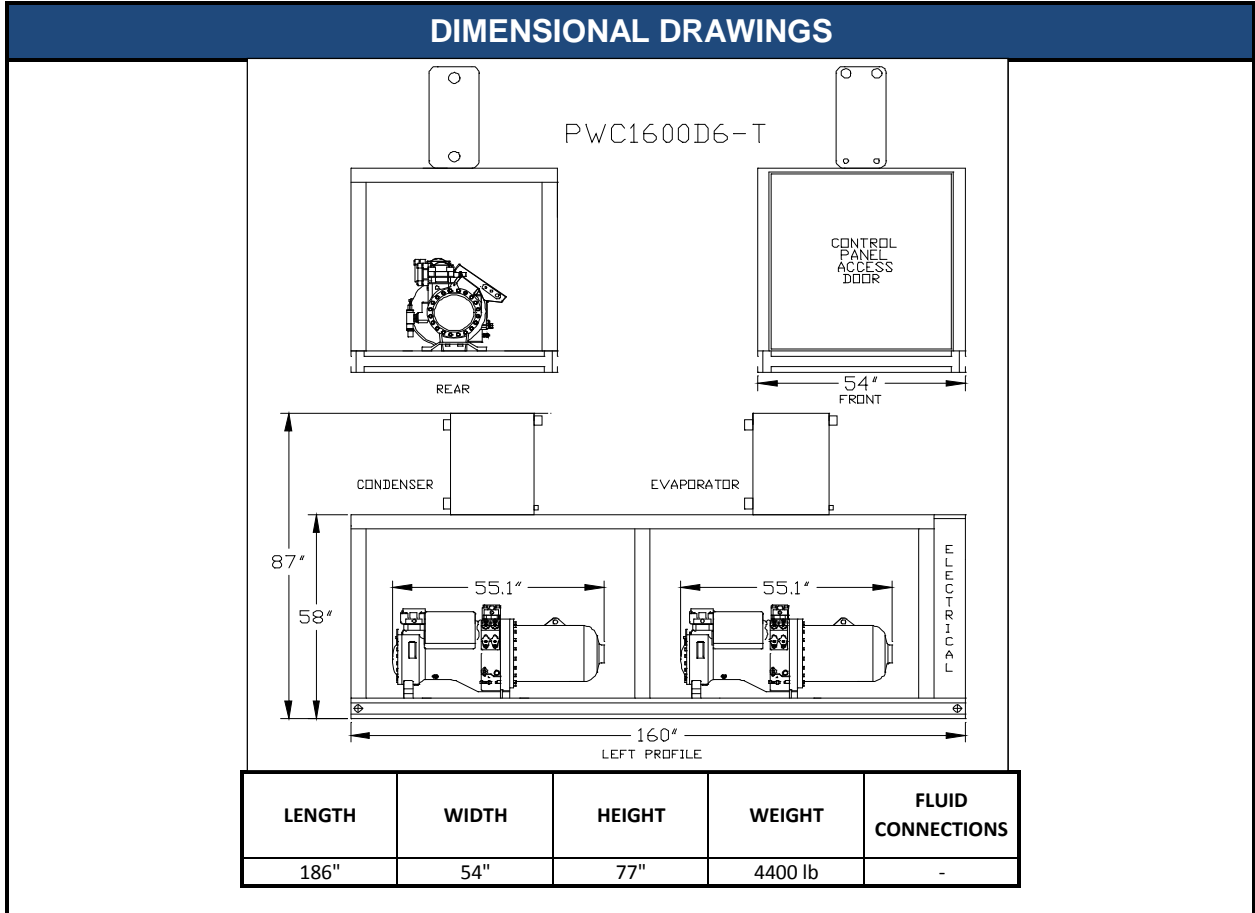 DIMENSIONAL DRAWINGS
PWC1600D6-T
CONTROL
PANEL
ACCESS
DOOR
REAR
54"
FRONT
CONDENSER
EVAPORATOR
87"
58"
55.1"
55.1"
ELECTRICAL
160"
LEFT PROFILE
LENGTH WIDTH HEIGHT WEIGHT FLUID
CONNECTIONS
186" 54" 77" 4400 lb -